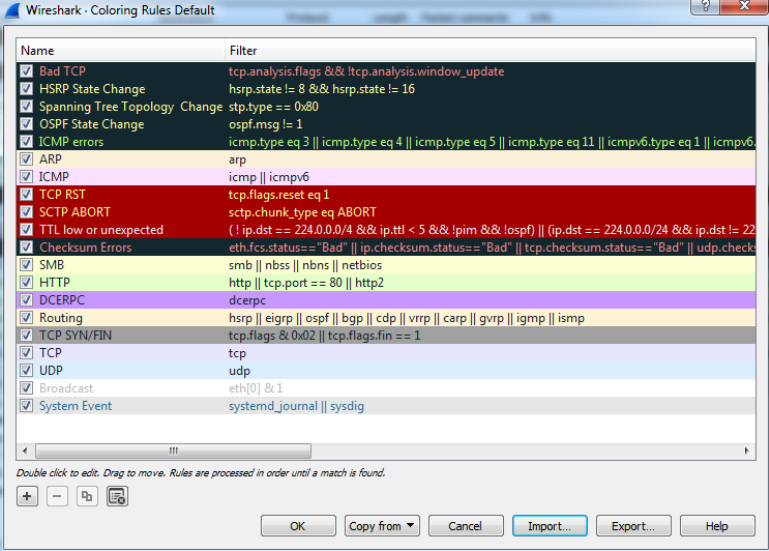 Wireshark · Coloring Rules Default
Name Filter
Bad TCP tcp.analysis.flags && !tcp.analysis.window_update
HSRP State Change hsrp.state != 8 && hsrp.state != 16
Spanning Tree Topology Change stp.type == 0x80
OSPF State Change ospf.msg != 1
ICMP errors icmp.type eq 3 || icmp.type eq 4 || icmp.type eq 5 || icmp.type eq 11 || icmpv6.type eq 1 || icmpv6.
ARP arp
ICMP icmp || icmpv6
TCP RST tcp.flags.reset eq 1
SCTP ABORT sctp.chunk_type eq ABORT
TTL low or unexpected ( ! ip.dst == 224.0.0.0/4 && ip.ttl < 5 && !pim && !ospf) || (ip.dst == 224.0.0.0/24 && ip.dst != 22
Checksum Errors eth.fcs.status=="Bad" || ip.checksum.status=="Bad" || tcp.checksum.status=="Bad" || udp.check
SMB smb || nbss || nbns || netbios
HTTP http || tcp.port == 80 || http2
DCERPC dcerpc
Routing hsrp || eigrp || ospf || bgp || cdp || vrrp || carp || gvrp || igmp || ismp
TCP SYN/FIN tcp.flags & 0x02 || tcp.flags.fin == 1
TCP tcp
UDP udp
Broadcast eth[0] & 1
System Event systemd_journal || sysdig
Double click to edit. Drag to move. Rules are processed in order until a match is found.
OK Copy from Cancel Import... Export... Help